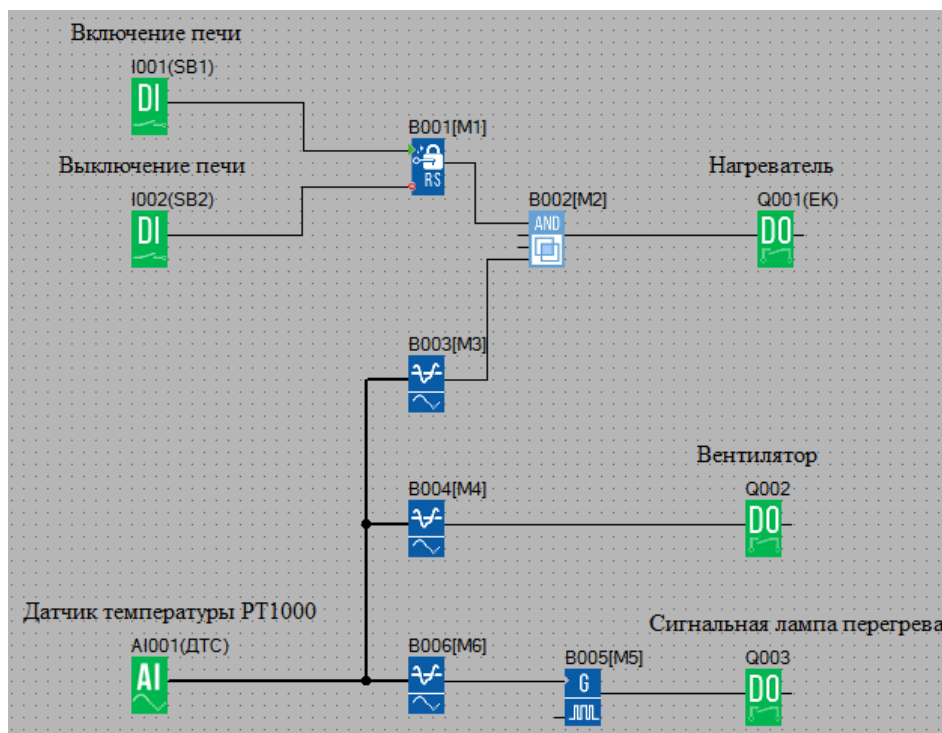 Включение печи
I001(SB1)
DI
B001[M1]
RS
Выключение печи
I002(SB2)
DI
Нагреватель
B002[M2]
AND
Q001(EK)
DO
B003[M3]
Вентилятор
B004[M4]
Q002
DO
Датчик температуры PT1000
AI001(ДТС)
AI
B006[M6]
B005[M5]
G
Сигнальная лампа перегрева
Q003
DO